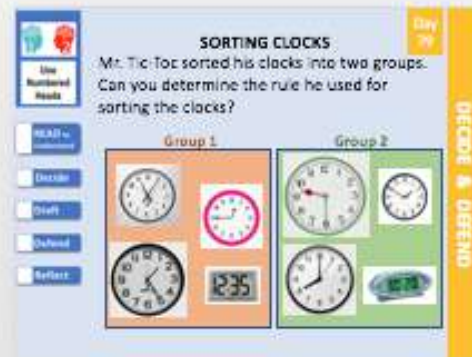 Day
SORTING CLOCKS
Mr. Tic-Toc sorted his clocks into two groups.
Can you determine the rule he used for
sorting the clocks?
Use
Numbered
Heads
READ to
Decide
Draft
Defend
Reflect
Group 1
Group 2
12:35
DECIDE & DEFEND